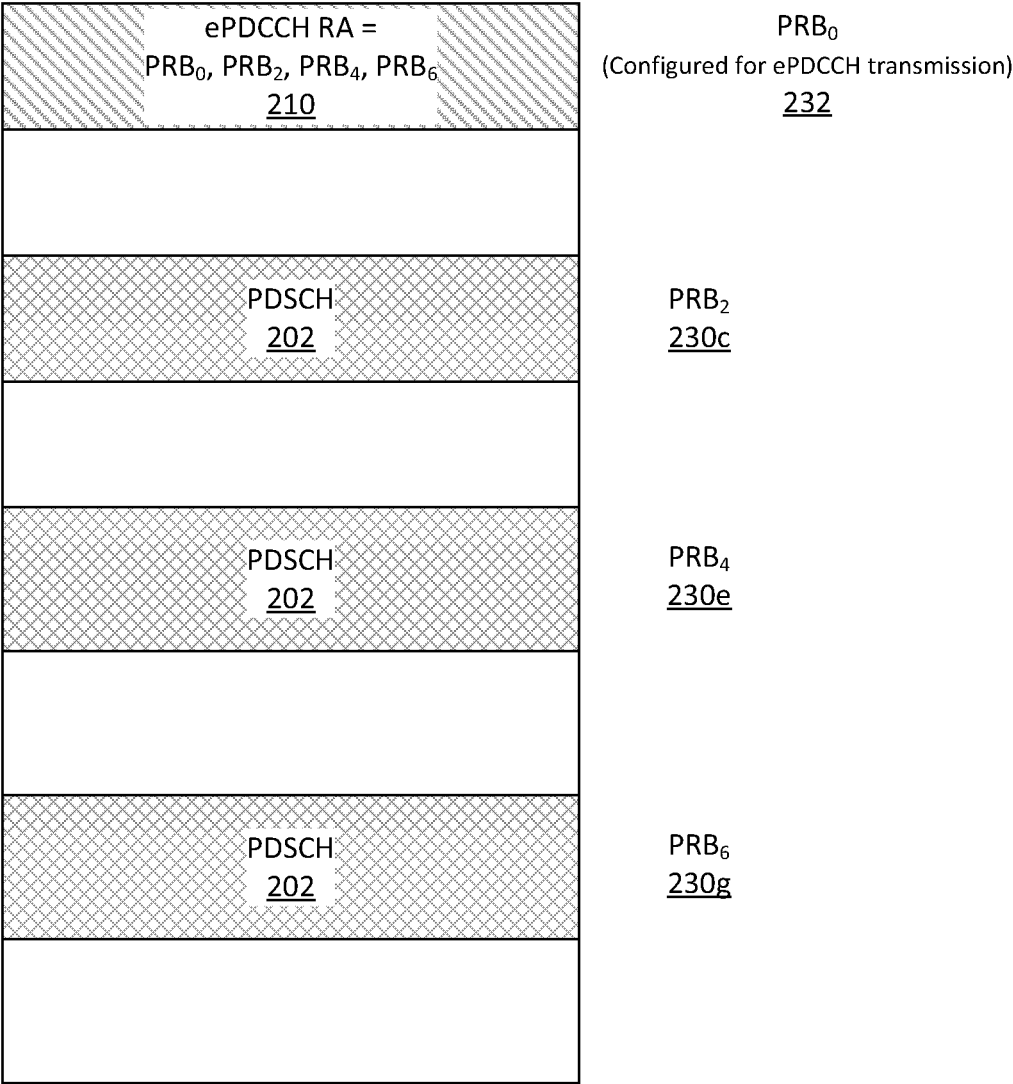 ePDCCH RA =
PRB₀, PRB₂, PRB₄, PRB₆
210
PRB₀
(Configured for ePDCCH transmission)
232
PDSCH
202
PRB₂
230c
PDSCH
202
PRB₄
230e
PDSCH
202
PRB₆
230g